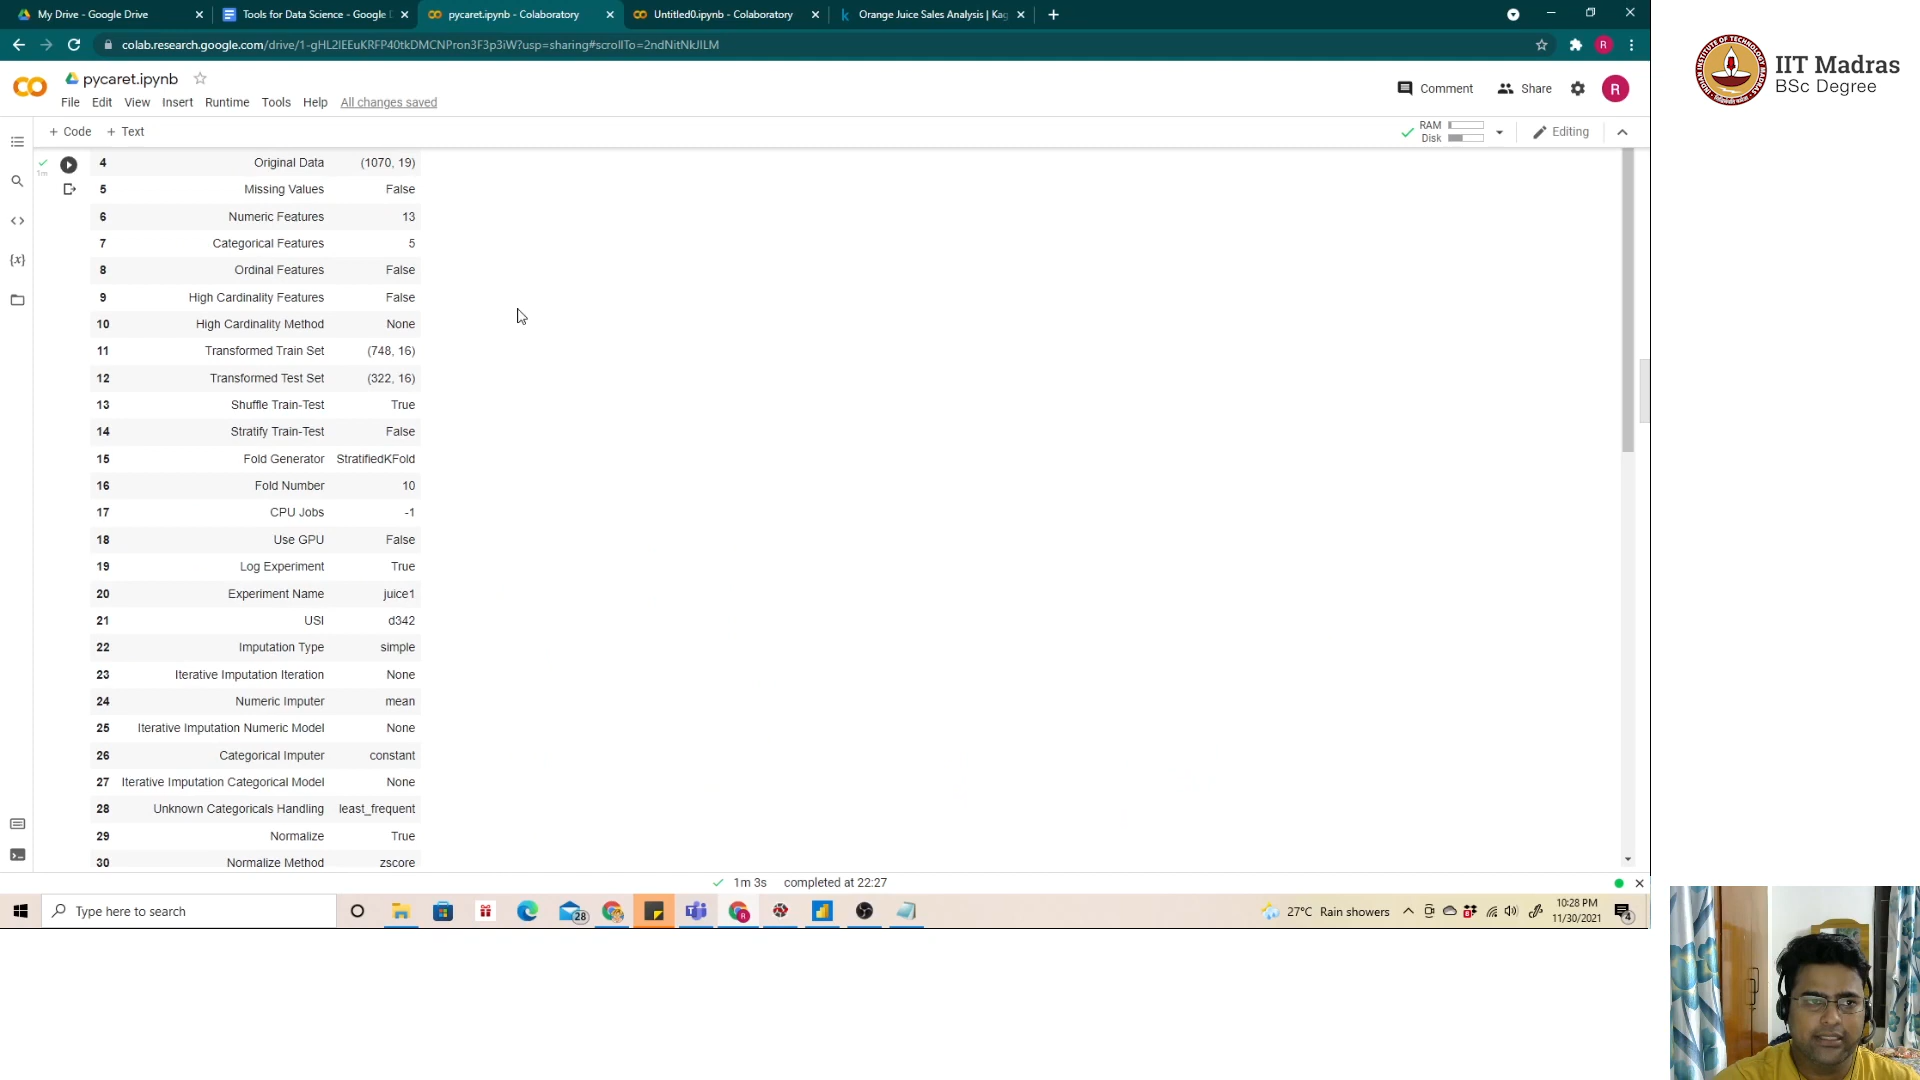 My Drive - Google Drive
Tools for Data Science - Google D
pycaret.ipynb - Colaboratory
Untitled0.ipynb - Colaboratory
Orange Juice Sales Analysis | Kag
colab.research.google.com/drive/1-gHL2IEEuKRFP40tkDMCNPron3F3p3iW?usp=sharing#scrollTo=2ndNitNkJILM
R
IIT Madras
BSc Degree
CO
pycaret.ipynb
File Edit View Insert Runtime Tools Help All changes saved
Comment Share R
+ Code + Text
RAM
Disk
Editing
1m
4 Original Data (1070, 19)
5 Missing Values False
6 Numeric Features 13
7 Categorical Features 5
8 Ordinal Features False
9 High Cardinality Features False
10 High Cardinality Method None
11 Transformed Train Set (748, 16)
12 Transformed Test Set (322, 16)
13 Shuffle Train-Test True
14 Stratify Train-Test False
15 Fold Generator StratifiedKFold
16 Fold Number 10
17 CPU Jobs -1
18 Use GPU False
19 Log Experiment True
20 Experiment Name juice1
21 USI d342
22 Imputation Type simple
23 Iterative Imputation Iteration None
24 Numeric Imputer mean
25 Iterative Imputation Numeric Model None
26 Categorical Imputer constant
27 Iterative Imputation Categorical Model None
28 Unknown Categoricals Handling least_frequent
29 Normalize True
30 Normalize Method zscore
1m 3s completed at 22:27
Type here to search
28
27°C Rain showers
10:28 PM
11/30/2021
4